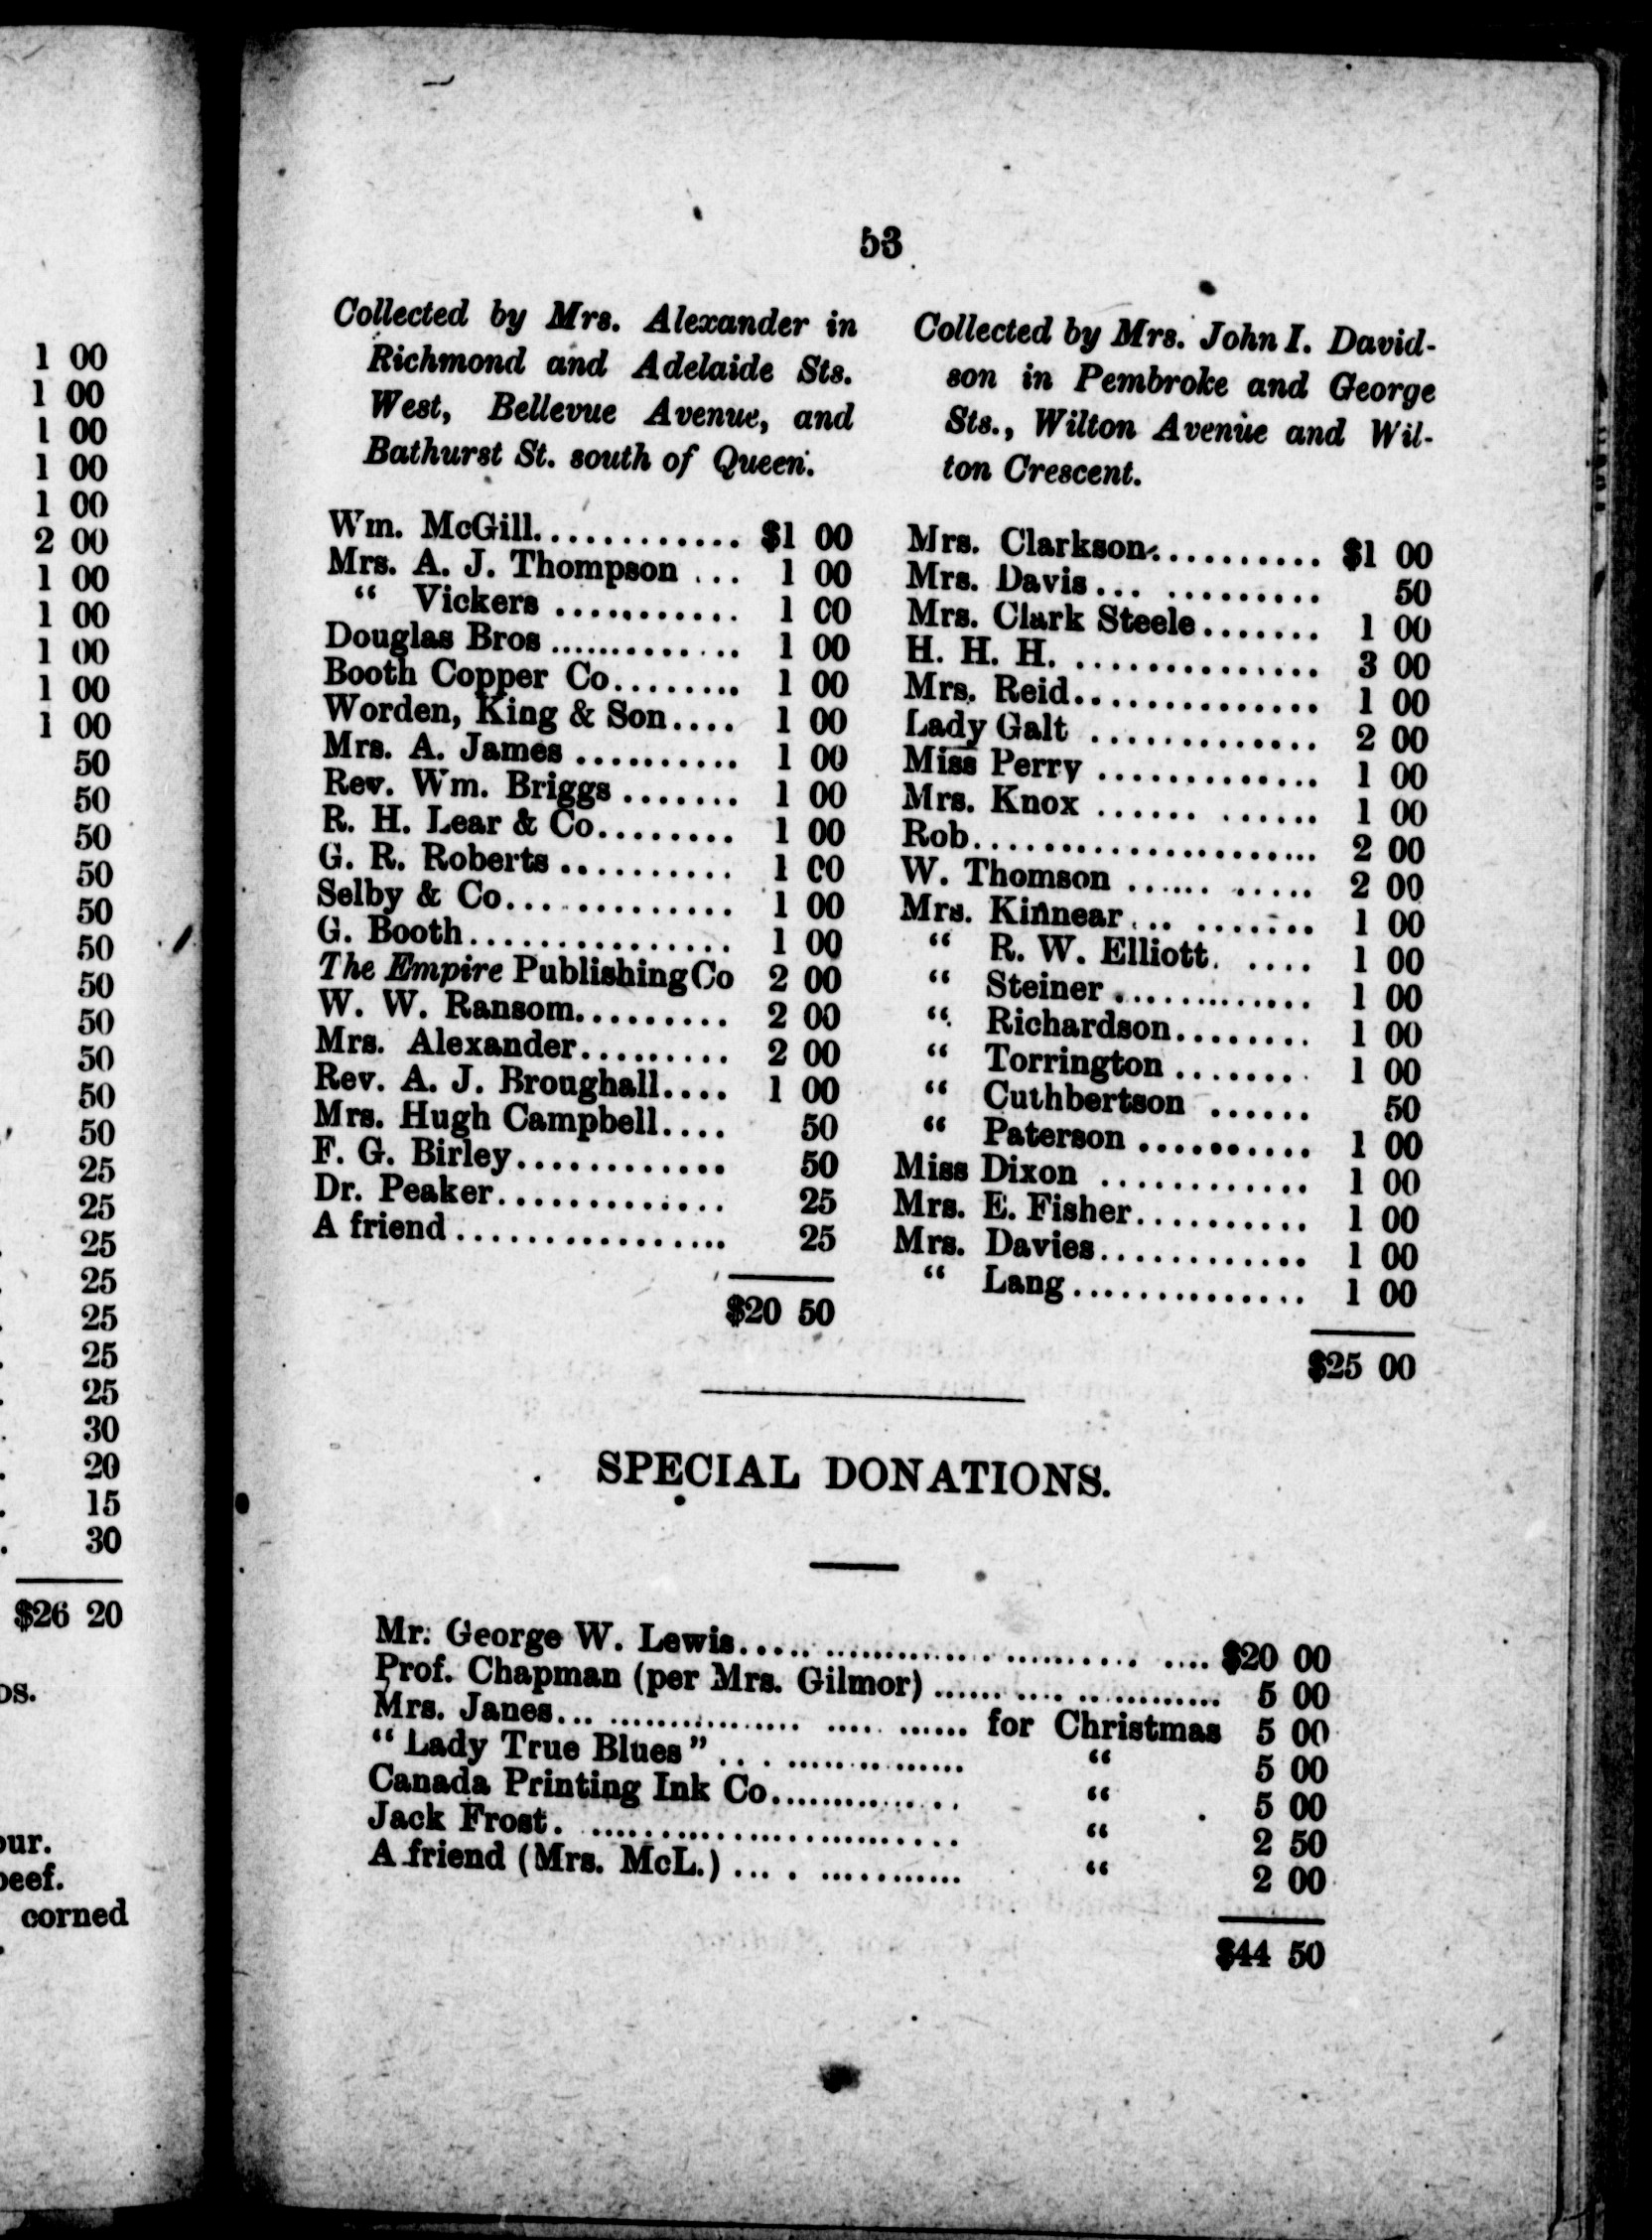 1 00
1 00
1 00
1 00
1 00
2 00
1 00
1 00
1 00
1 00
1 00
50
50
50
50
50
50
50
50
50
50
50
25
25
25
25
25
25
25
30
20
15
30
$26 20
os.
our.
beef.
corned
53
Collected by Mrs. Alexander in
Richmond and Adelaide Sts.
West, Bellevue Avenue, and
Bathurst St. south of Queen.
Wm. McGill............. $1 00
Mrs. A. J. Thompson ... 1 00
“ Vickers ............ 1 00
Douglas Bros .............. 1 00
Booth Copper Co......... 1 00
Worden, King & Son.... 1 00
Mrs. A. James .......... 1 00
Rev. Wm. Briggs ....... 1 00
R. H. Lear & Co......... 1 00
G. R. Roberts .......... 1 00
Selby & Co.............. 1 00
G. Booth................ 1 00
The Empire Publishing Co 2 00
W. W. Ransom......... 2 00
Mrs. Alexander.......... 2 00
Rev. A. J. Broughall.... 1 00
Mrs. Hugh Campbell.... 50
F. G. Birley............. 50
Dr. Peaker.............. 25
A friend ................. 25
$20 50
Collected by Mrs. John I. David-
son in Pembroke and George
Sts., Wilton Avenue and Wil-
ton Crescent.
Mrs. Clarkson........... $1 00
Mrs. Davis... .......... 50
Mrs. Clark Steele....... 1 00
H. H. H. ............... 3 00
Mrs. Reid............... 1 00
Lady Galt .............. 2 00
Miss Perry .............. 1 00
Mrs. Knox ...... ...... 1 00
Rob...................... 2 00
W. Thomson ...... ..... 2 00
Mrs. Kinnear... ........ 1 00
“ R. W. Elliott. .... 1 00
“ Steiner ............. 1 00
“ Richardson........ 1 00
“ Torrington ........ 1 00
“ Cuthbertson ...... 50
“ Paterson ........... 1 00
Miss Dixon ............. 1 00
Mrs. E. Fisher........... 1 00
Mrs. Davies............. 1 00
“ Lang............... 1 00
$25 00
SPECIAL DONATIONS.
Mr. George W. Lewis..... .................. .......... .... $20 00
Prof. Chapman (per Mrs. Gilmor) ...... .... ............. 5 00
Mrs. Janes... ................. ..... ...... for Christmas 5 00
“Lady True Blues”... ............... “ 5 00
Canada Printing Ink Co............... “ 5 00
Jack Frost. ......................... “ 2 50
A friend (Mrs. McL.) ... . ............ “ 2 00
$44 50